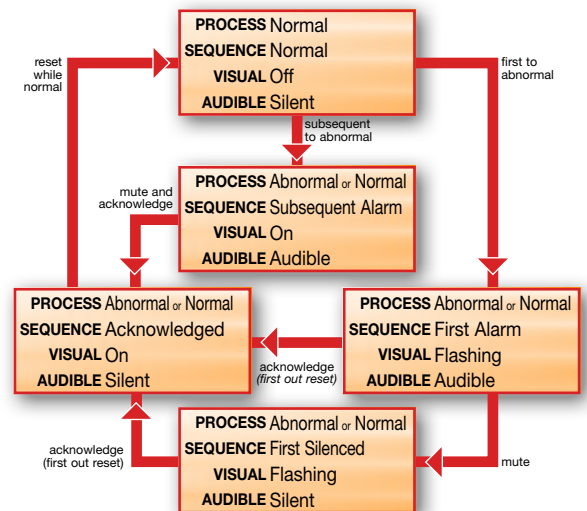 PROCESS Normal
SEQUENCE Normal
VISUAL Off
AUDIBLE Silent
reset
while
normal
first to
abnormal
subsequent
to abnormal
PROCESS Abnormal or Normal
SEQUENCE Subsequent Alarm
VISUAL On
AUDIBLE Audible
mute and
acknowledge
PROCESS Abnormal or Normal
SEQUENCE Acknowledged
VISUAL On
AUDIBLE Silent
acknowledge
(first out reset)
PROCESS Abnormal or Normal
SEQUENCE First Alarm
VISUAL Flashing
AUDIBLE Audible
acknowledge
(first out reset)
PROCESS Abnormal or Normal
SEQUENCE First Silenced
VISUAL Flashing
AUDIBLE Silent
mute